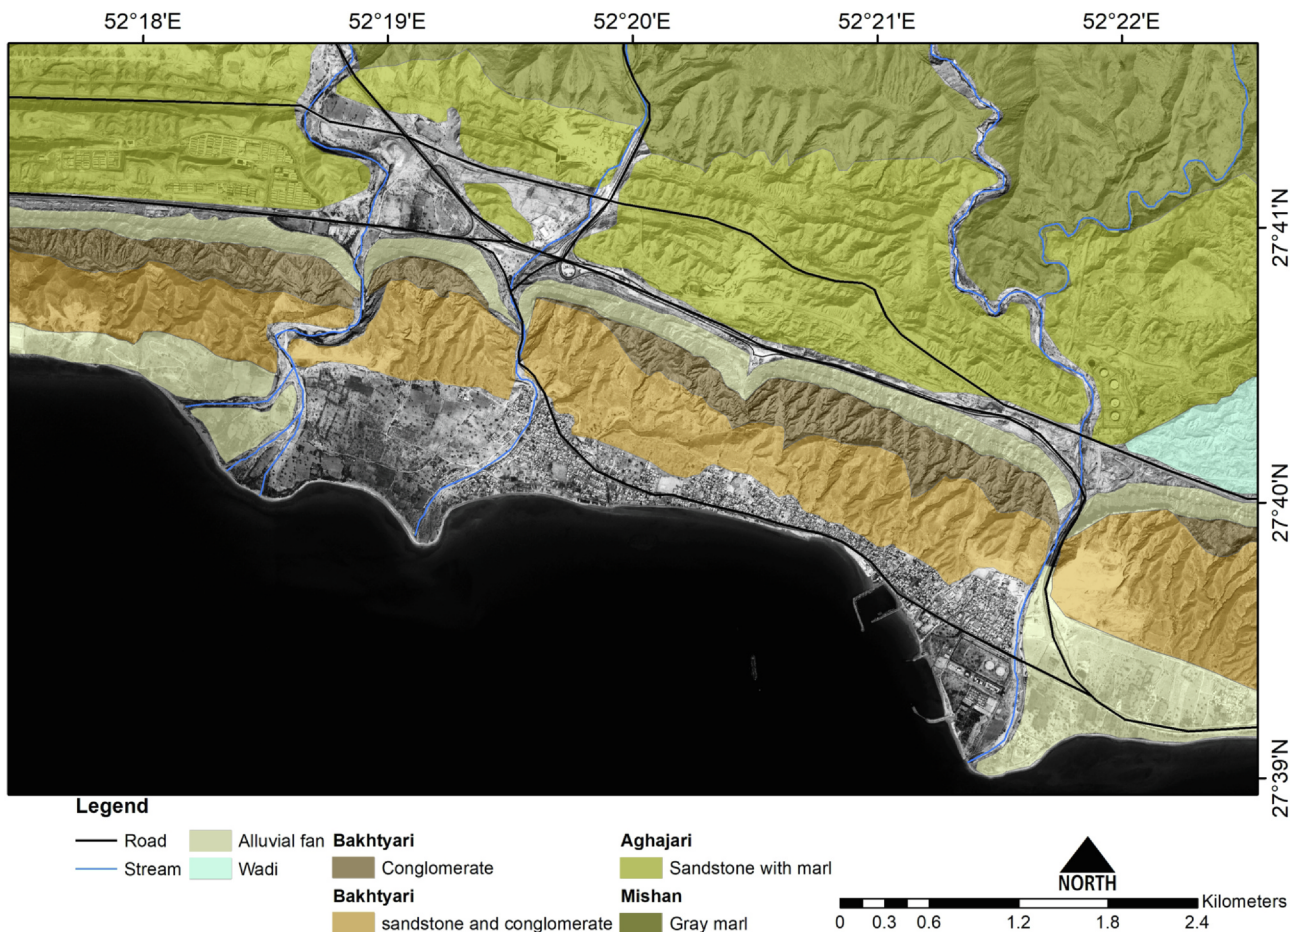 52°18'E 52°19'E 52°20'E 52°21'E 52°22'E
27°41'N
27°40'N
27°39'N
Legend
Road
Stream
Alluvial fan
Wadi
Bakhtyari
Conglomerate
Bakhtyari
sandstone and conglomerate
Aghajari
Sandstone with marl
Mishan
Gray marl
NORTH
Kilometers
0 0.3 0.6 1.2 1.8 2.4